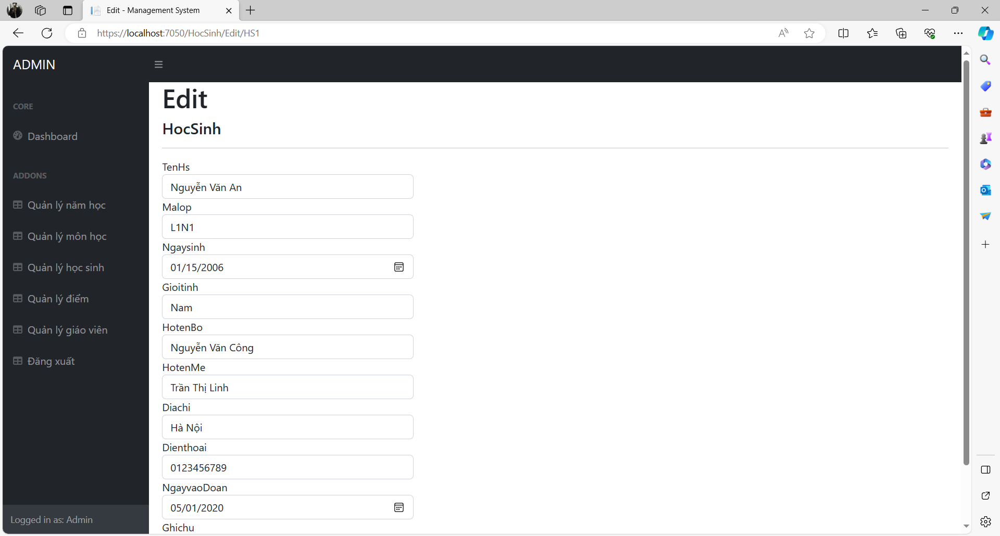 Edit - Management System
https://localhost:7050/HocSinh/Edit/HS1
ADMIN
CORE
Dashboard
ADDONS
Quản lý năm học
Quản lý môn học
Quản lý học sinh
Quản lý điểm
Quản lý giáo viên
Đăng xuất
Logged in as: Admin
Edit
HocSinh
TenHs
Nguyễn Văn An
Malop
L1N1
Ngaysinh
01/15/2006
Gioitinh
Nam
HotenBo
Nguyễn Văn Công
HotenMe
Trần Thị Linh
Diachi
Hà Nội
Dienthoai
0123456789
NgayvaoDoan
05/01/2020
Ghichu